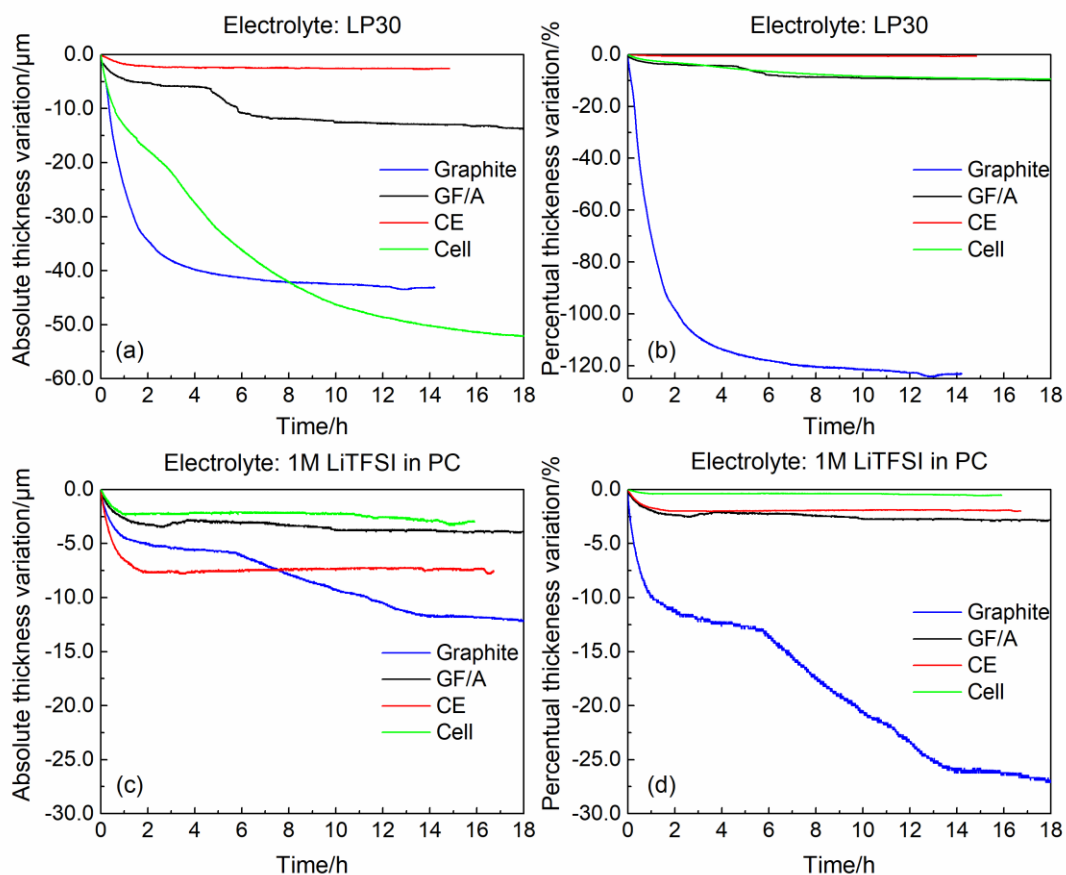 Electrolyte: LP30
Absolute thickness variation/µm
0.0
-10.0
-20.0
-30.0
-40.0
-50.0
-60.0
Graphite
GF/A
CE
Cell
(a)
0 2 4 6 8 10 12 14 16 18
Time/h
Electrolyte: LP30
Percentual thickeness variation/%
0.0
-20.0
-40.0
-60.0
-80.0
-100.0
-120.0
Graphite
GF/A
CE
Cell
(b)
0 2 4 6 8 10 12 14 16 18
Time/h
Electrolyte: 1M LiTFSI in PC
Absolute thickness variation/µm
0.0
-5.0
-10.0
-15.0
-20.0
-25.0
-30.0
Graphite
GF/A
CE
Cell
(c)
0 2 4 6 8 10 12 14 16 18
Time/h
Electrolyte: 1M LiTFSI in PC
Percentual thickeness variation/%
0.0
-5.0
-10.0
-15.0
-20.0
-25.0
-30.0
Graphite
GF/A
CE
Cell
(d)
0 2 4 6 8 10 12 14 16 18
Time/h